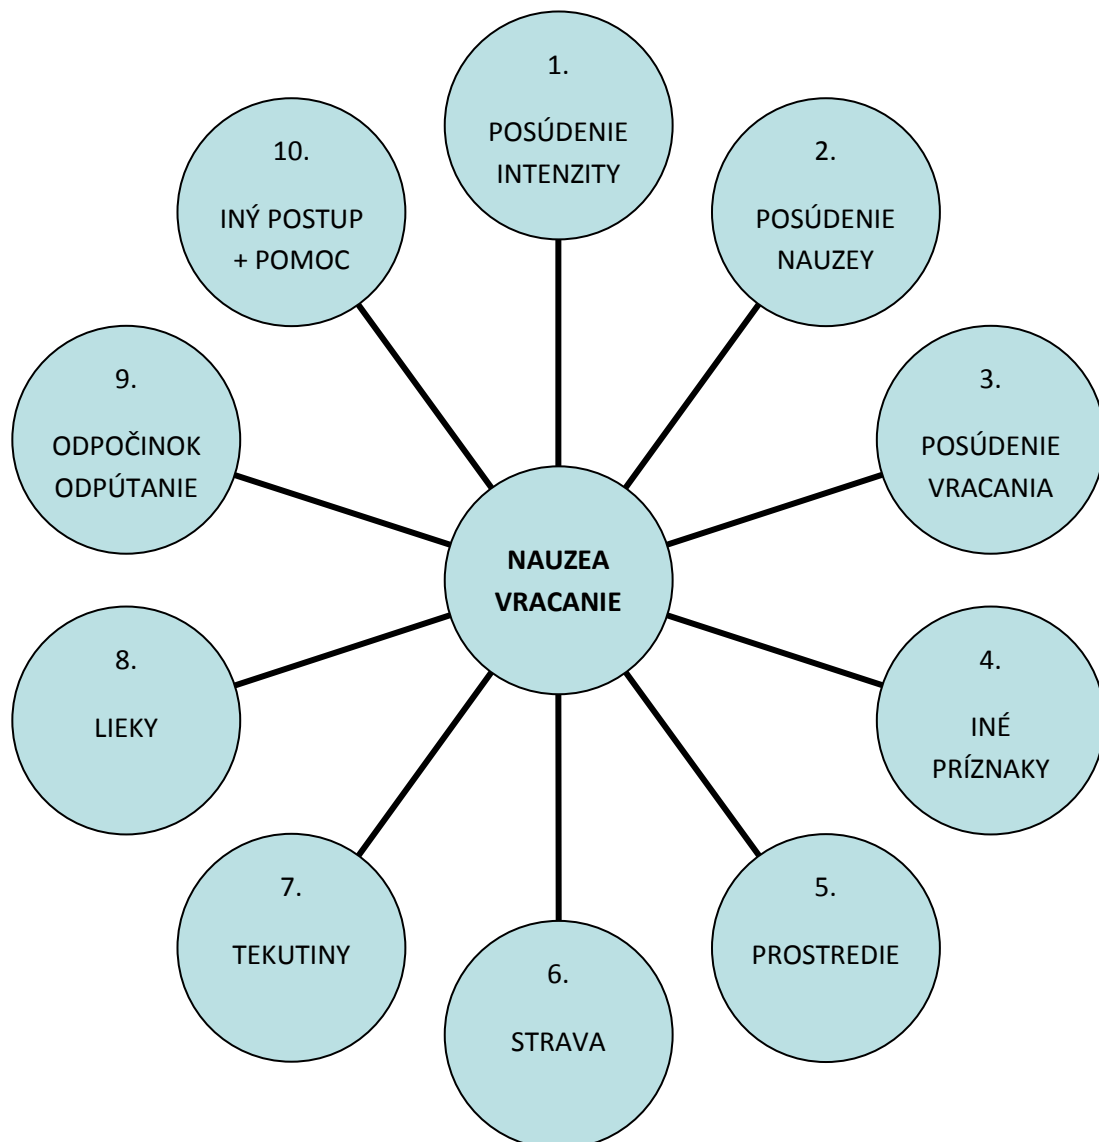 1.
POSÚDENIE
INTENZITY
2.
POSÚDENIE
NAUZEY
3.
POSÚDENIE
VRACANIA
4.
INÉ
PRÍZNAKY
5.
PROSTREDIE
6.
STRAVA
7.
TEKUTINY
8.
LIEKY
9.
ODPOČINOK
ODPÚTANIE
10.
INÝ POSTUP
+ POMOC
NAUZEA
VRACANIE